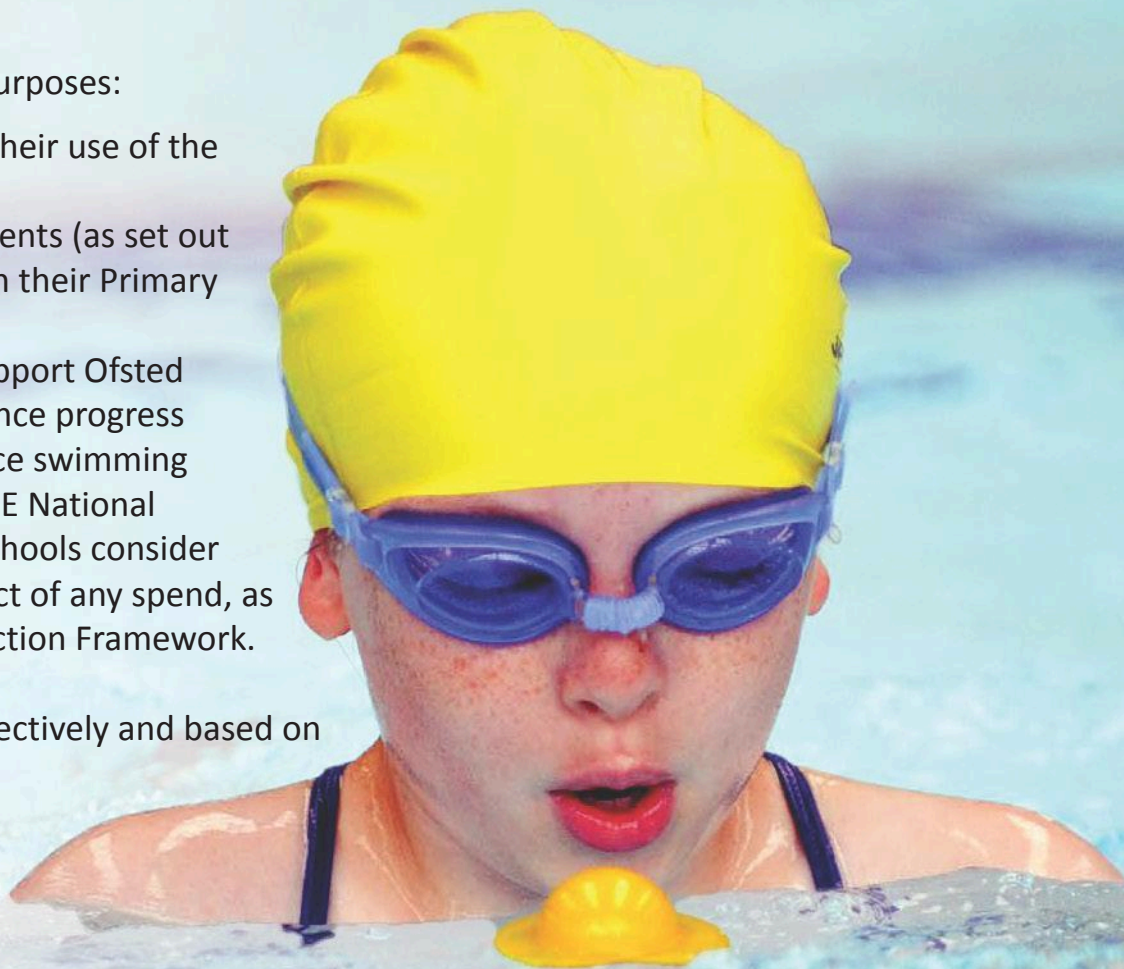 urposes:
heir use of the
ents (as set out
n their Primary
pport Ofsted
nce progress
ce swimming
E National
hools consider
ct of any spend, as
ction Framework.
ectively and based on